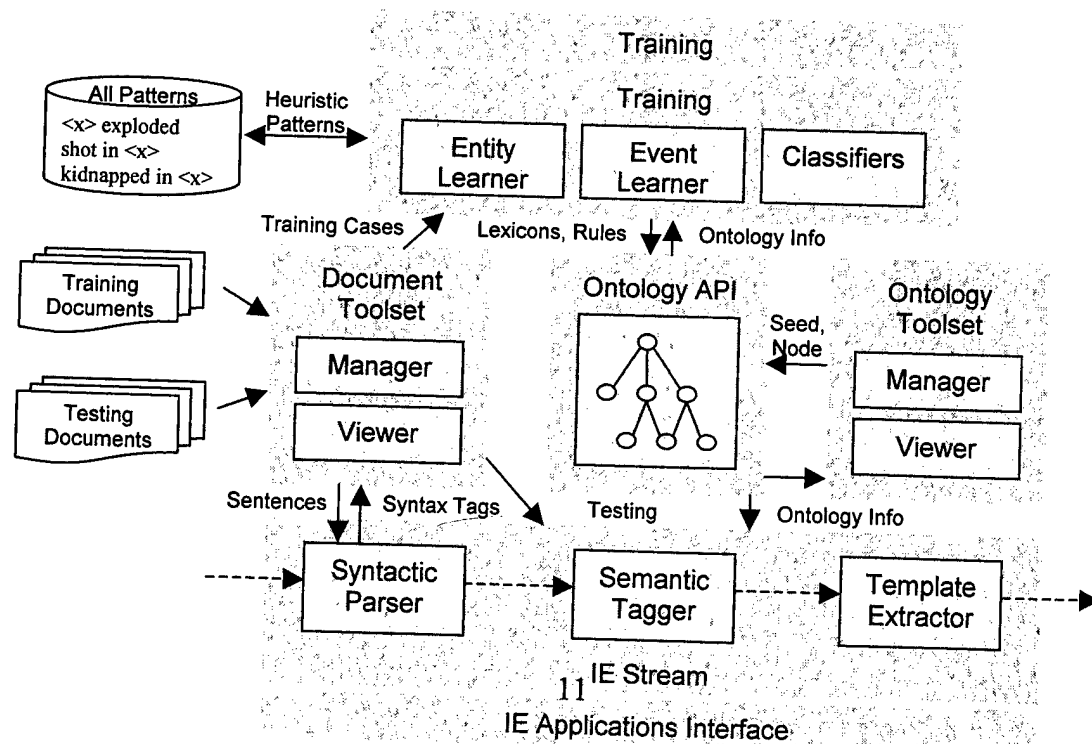 Training
Training
All Patterns
<x> exploded
shot in <x>
kidnapped in <x>
Heuristic
Patterns
Entity
Learner
Event
Learner
Classifiers
Training Cases
Lexicons, Rules
Ontology Info
Training
Documents
Testing
Documents
Document
Toolset
Manager
Viewer
Ontology API
Seed,
Node
Ontology
Toolset
Manager
Viewer
Sentences
Syntax Tags
Testing
Ontology Info
Syntactic
Parser
Semantic
Tagger
Template
Extractor
IE Stream
11
IE Applications Interface